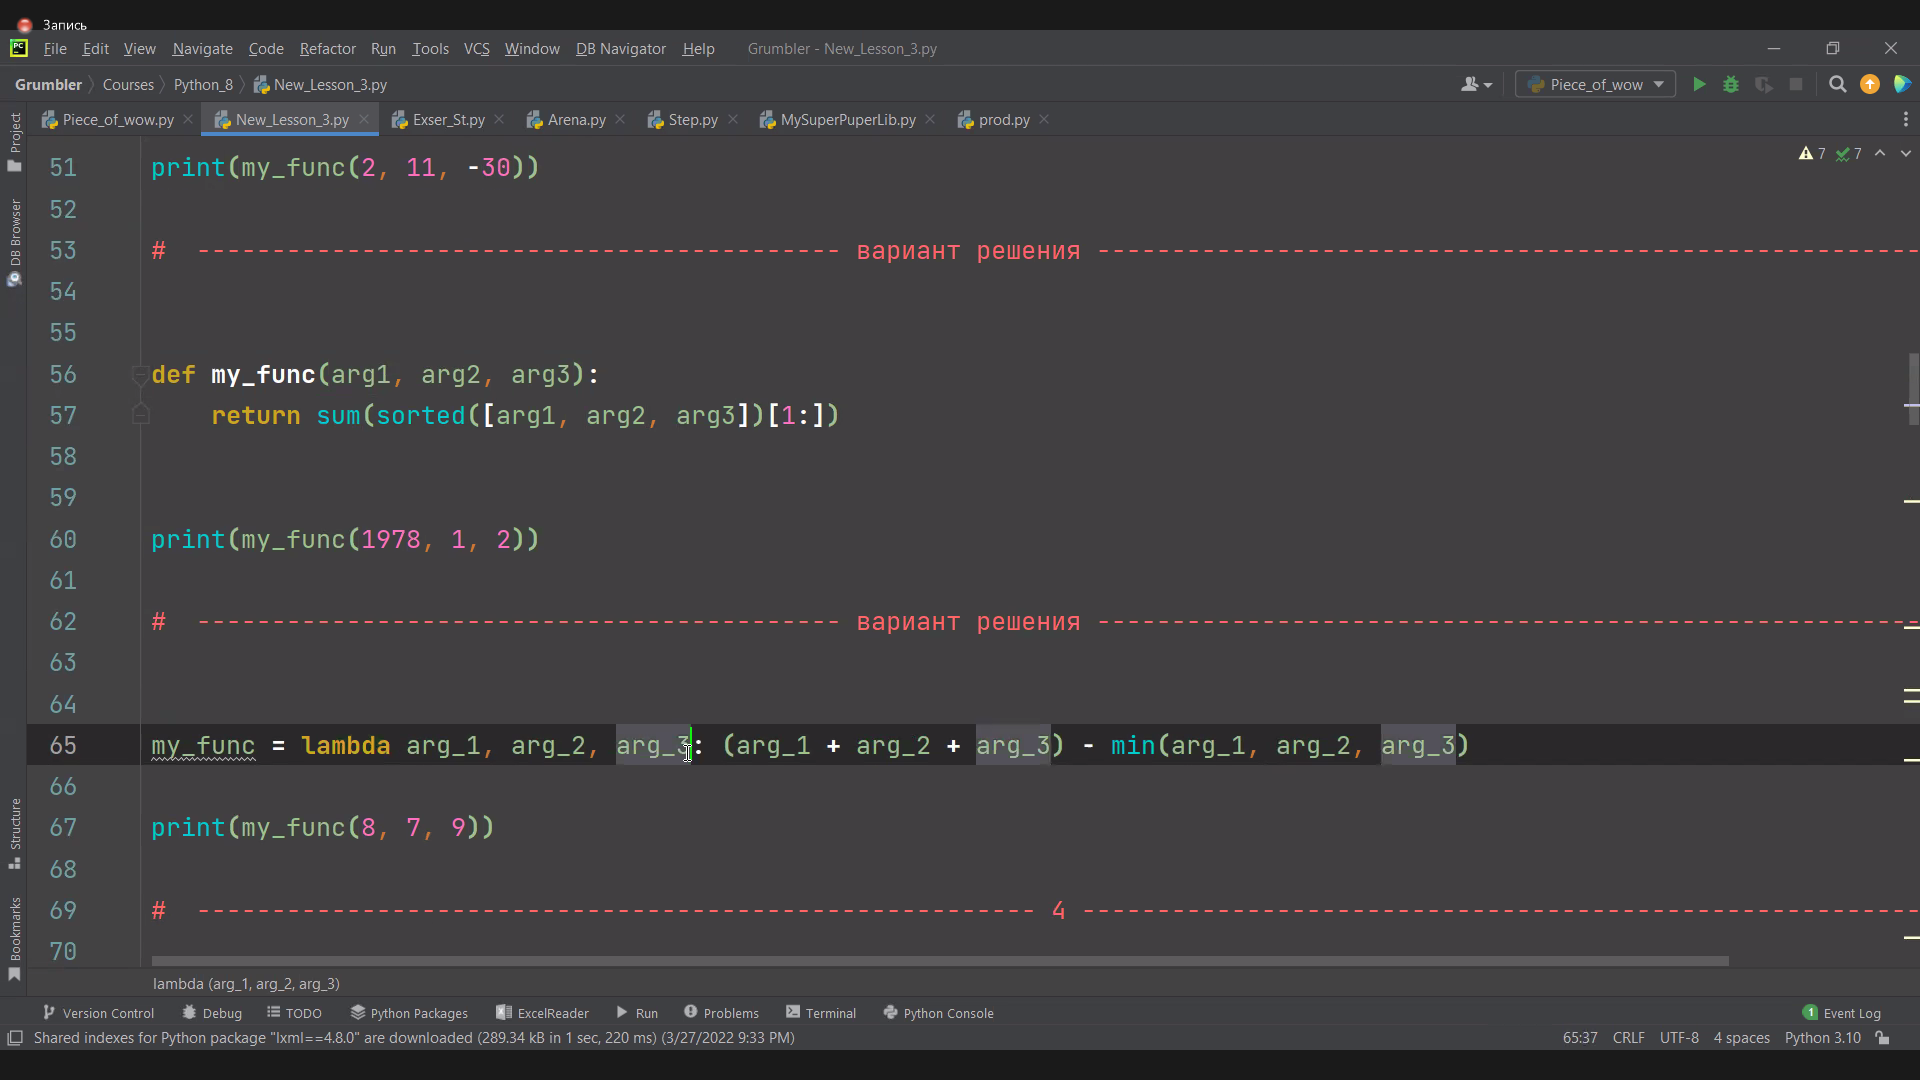 Запись
File Edit View Navigate Code Refactor Run Tools VCS Window DB Navigator Help Grumbler - New_Lesson_3.py
Grumbler Courses Python_8 New_Lesson_3.py Piece_of_wow
Piece_of_wow.py New_Lesson_3.py Exser_St.py Arena.py Step.py MySuperPuperLib.py prod.py
Project
DB Browser
Structure
Bookmarks
7 7
51 print(my_func(2, 11, -30))
52
53 # ------------------------------------------- вариант решения -------------------------------------------------------
54
55
56 def my_func(arg1, arg2, arg3):
57 return sum(sorted([arg1, arg2, arg3])[1:])
58
59
60 print(my_func(1978, 1, 2))
61
62 # ------------------------------------------- вариант решения -------------------------------------------------------
63
64
65 my_func = lambda arg_1, arg_2, arg_3: (arg_1 + arg_2 + arg_3) - min(arg_1, arg_2, arg_3)
66
67 print(my_func(8, 7, 9))
68
69 # -------------------------------------------------------- 4 --------------------------------------------------------
70
lambda (arg_1, arg_2, arg_3)
Version Control Debug TODO Python Packages ExcelReader Run Problems Terminal Python Console 1 Event Log
Shared indexes for Python package "lxml==4.8.0" are downloaded (289.34 kB in 1 sec, 220 ms) (3/27/2022 9:33 PM) 65:37 CRLF UTF-8 4 spaces Python 3.10